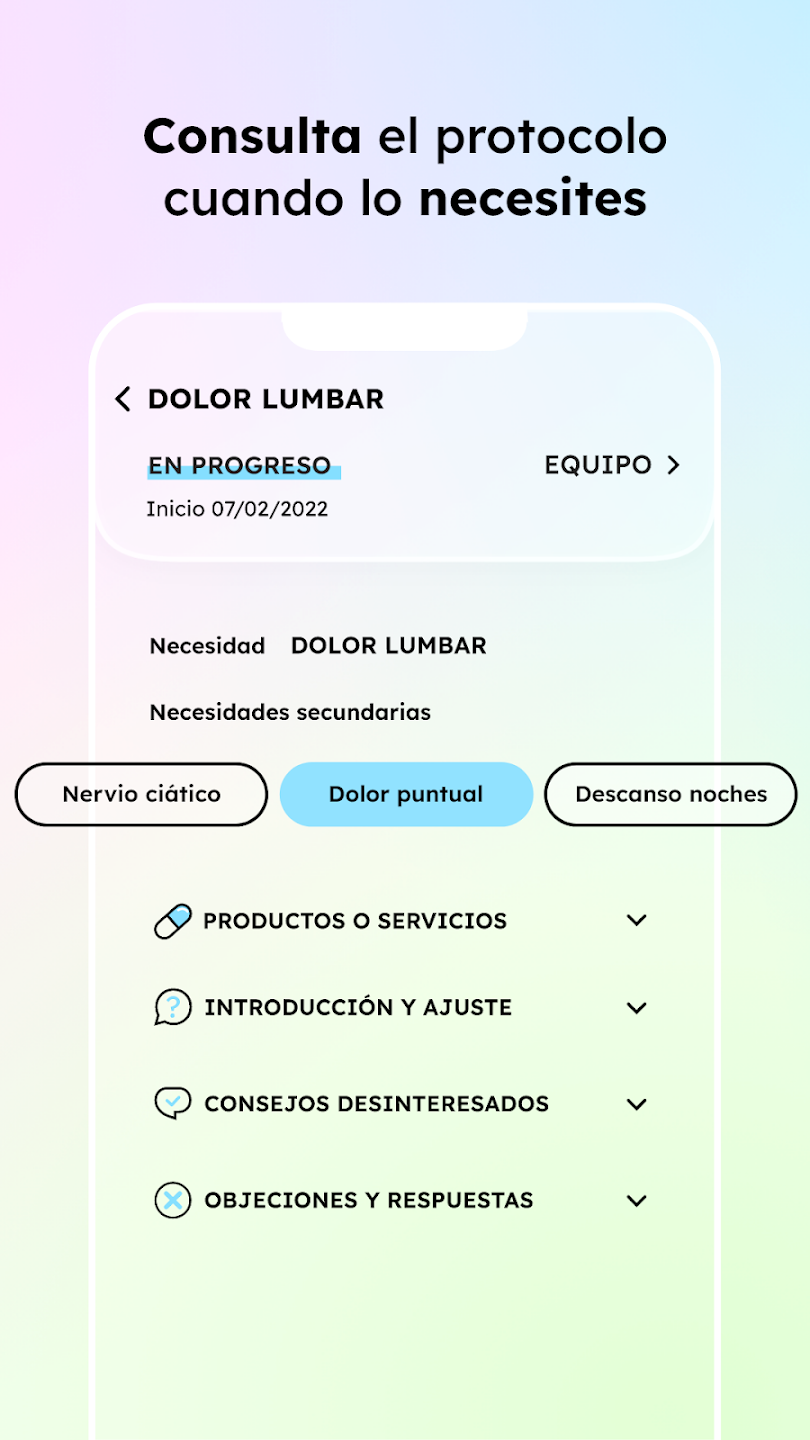 Consulta el protocolo
cuando lo necesites
DOLOR LUMBAR
EN PROGRESO
EQUIPO
Inicio 07/02/2022
Necesidad DOLOR LUMBAR
Necesidades secundarias
Nervio ciático
Dolor puntual
Descanso noches
PRODUCTOS O SERVICIOS
INTRODUCCIÓN Y AJUSTE
CONSEJOS DESINTERESADOS
OBJECIONES Y RESPUESTAS